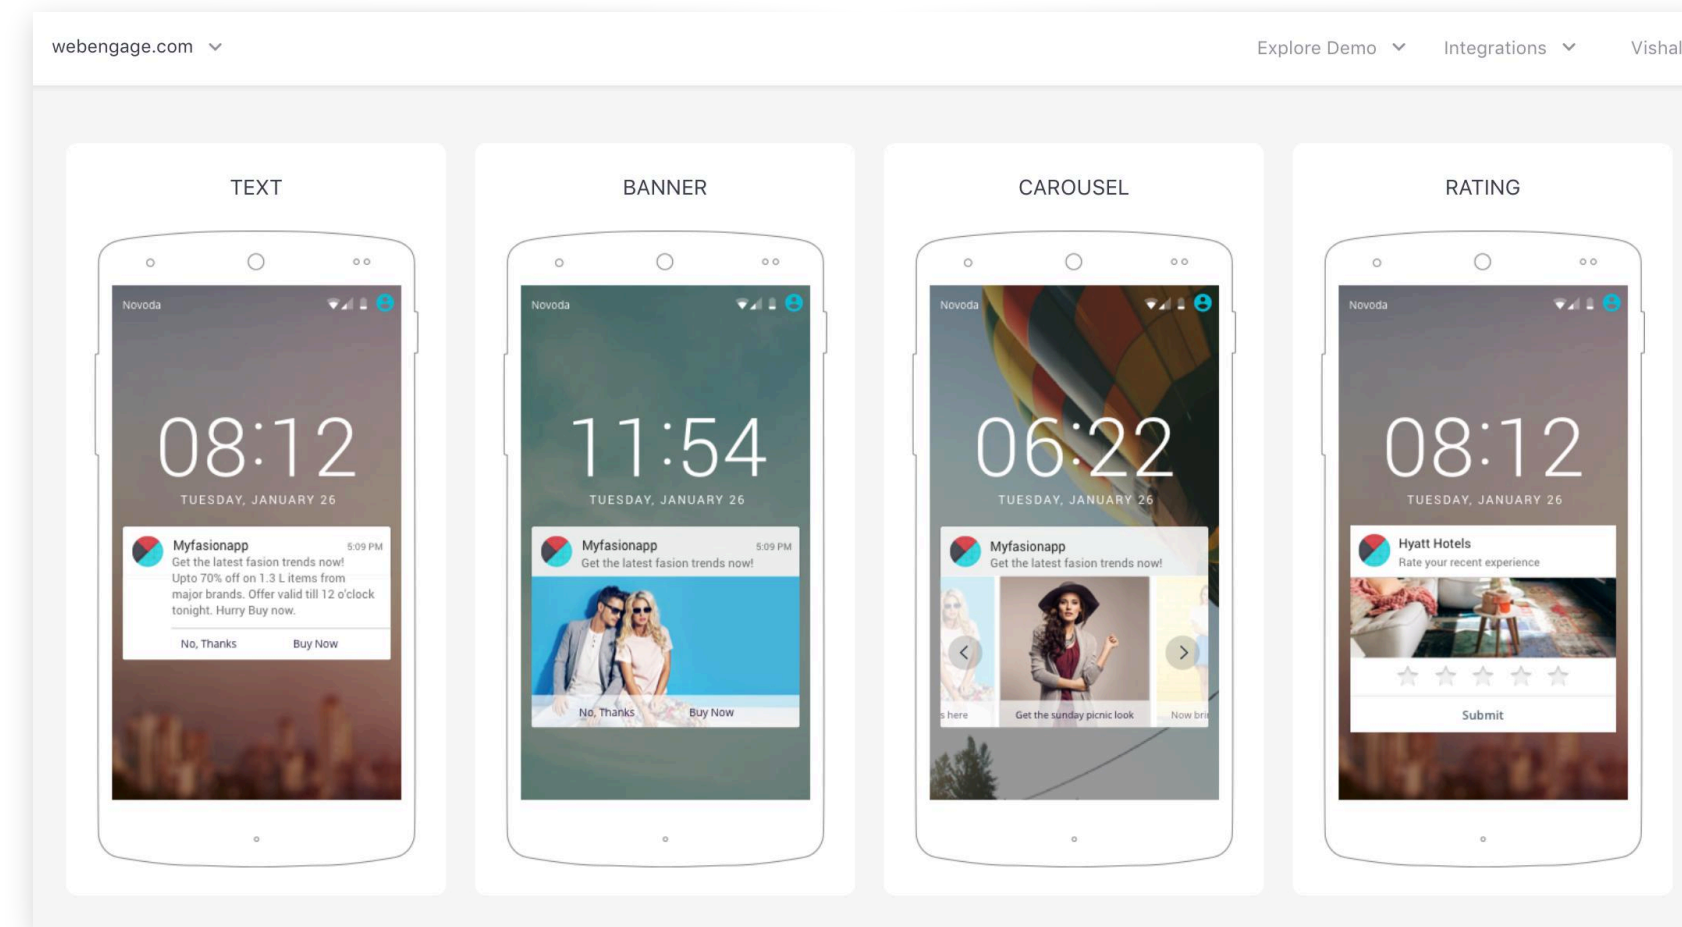 webengage.com
Explore Demo
Integrations
Vishal
TEXT
Novoda
08:12
TUESDAY, JANUARY 26
Myfasionapp 5:09 PM
Get the latest fasion trends now!
Upto 70% off on 1.3 L items from
major brands. Offer valid till 12 o'clock
tonight. Hurry Buy now.
No, Thanks Buy Now
BANNER
Novoda
11:54
TUESDAY, JANUARY 26
Myfasionapp 5:09 PM
Get the latest fasion trends now!
No, Thanks Buy Now
CAROUSEL
Novoda
06:22
TUESDAY, JANUARY 26
Myfasionapp
Get the latest fasion trends now!
s here Get the sunday picnic look Now bri
RATING
Novoda
08:12
TUESDAY, JANUARY 26
Hyatt Hotels
Rate your recent experience
Submit